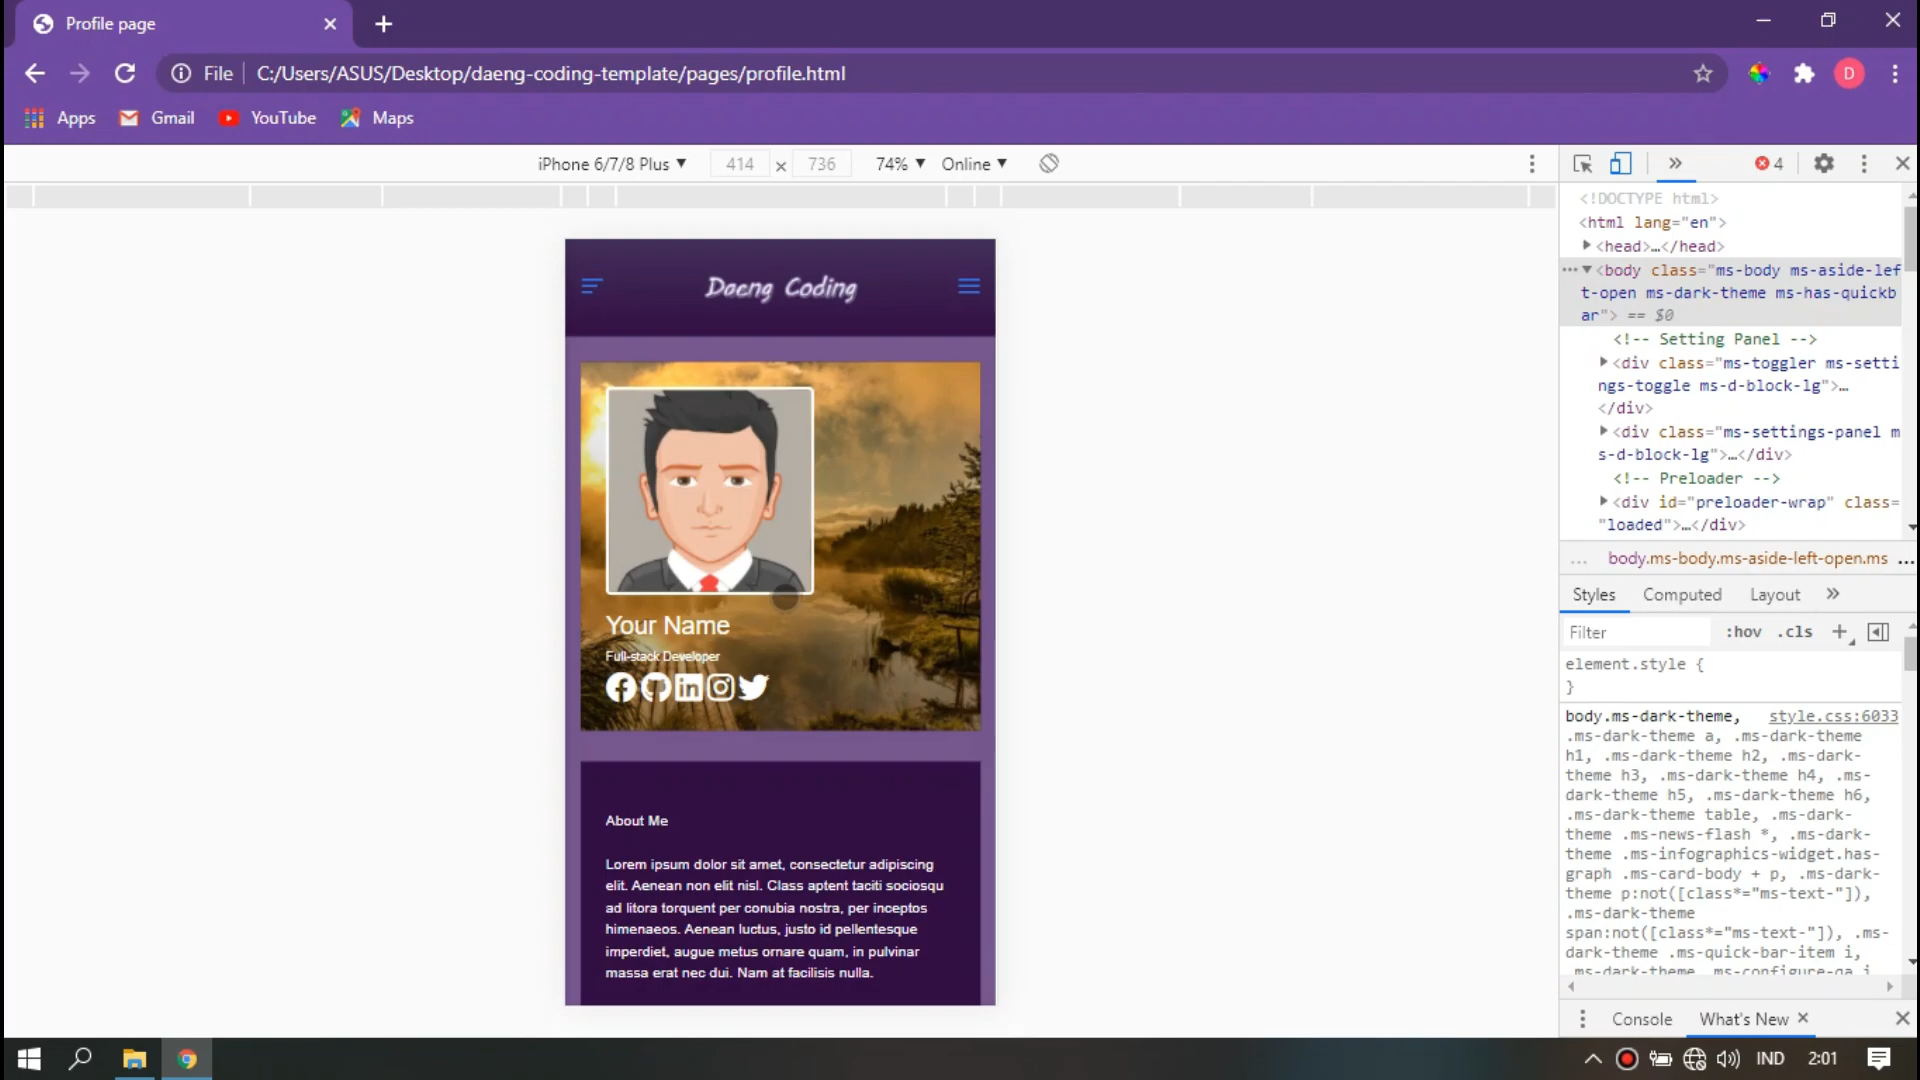 Profile page
File C:/Users/ASUS/Desktop/daeng-coding-template/pages/profile.html
D
Apps Gmail YouTube Maps
iPhone 6/7/8 Plus ▼ 414 × 736 74% ▼ Online ▼
4
Daeng Coding
Your Name
Full-stack Developer
About Me
Lorem ipsum dolor sit amet, consectetur adipiscing
elit. Aenean non elit nisl. Class aptent taciti sociosqu
ad litora torquent per conubia nostra, per inceptos
himenaeos. Aenean luctus, justo id pellentesque
imperdiet, augue metus ornare quam, in pulvinar
massa erat nec dui. Nam at facilisis nulla.
<!DOCTYPE html>
<html lang="en">
<head>…</head>
<body class="ms-body ms-aside-lef
t-open ms-dark-theme ms-has-quickb
ar"> == $0
<!-- Setting Panel -->
<div class="ms-toggler ms-setti
ngs-toggle ms-d-block-lg">…
</div>
<div class="ms-settings-panel m
s-d-block-lg">…</div>
<!-- Preloader -->
<div id="preloader-wrap" class=
"loaded">…</div>
... body.ms-body.ms-aside-left-open.ms ...
Styles Computed Layout
Filter :hov .cls
element.style {
}
body.ms-dark-theme, style.css:6033
.ms-dark-theme a, .ms-dark-theme
h1, .ms-dark-theme h2, .ms-dark-
theme h3, .ms-dark-theme h4, .ms-
dark-theme h5, .ms-dark-theme h6,
.ms-dark-theme table, .ms-dark-
theme .ms-news-flash *, .ms-dark-
theme .ms-infographics-widget.has-
graph .ms-card-body + p, .ms-dark-
theme p:not([class*="ms-text-"]),
.ms-dark-theme
span:not([class*="ms-text-"]), .ms-
dark-theme .ms-quick-bar-item i,
.ms-dark-theme .ms-configure-qa i
Console What's New
IND 2:01